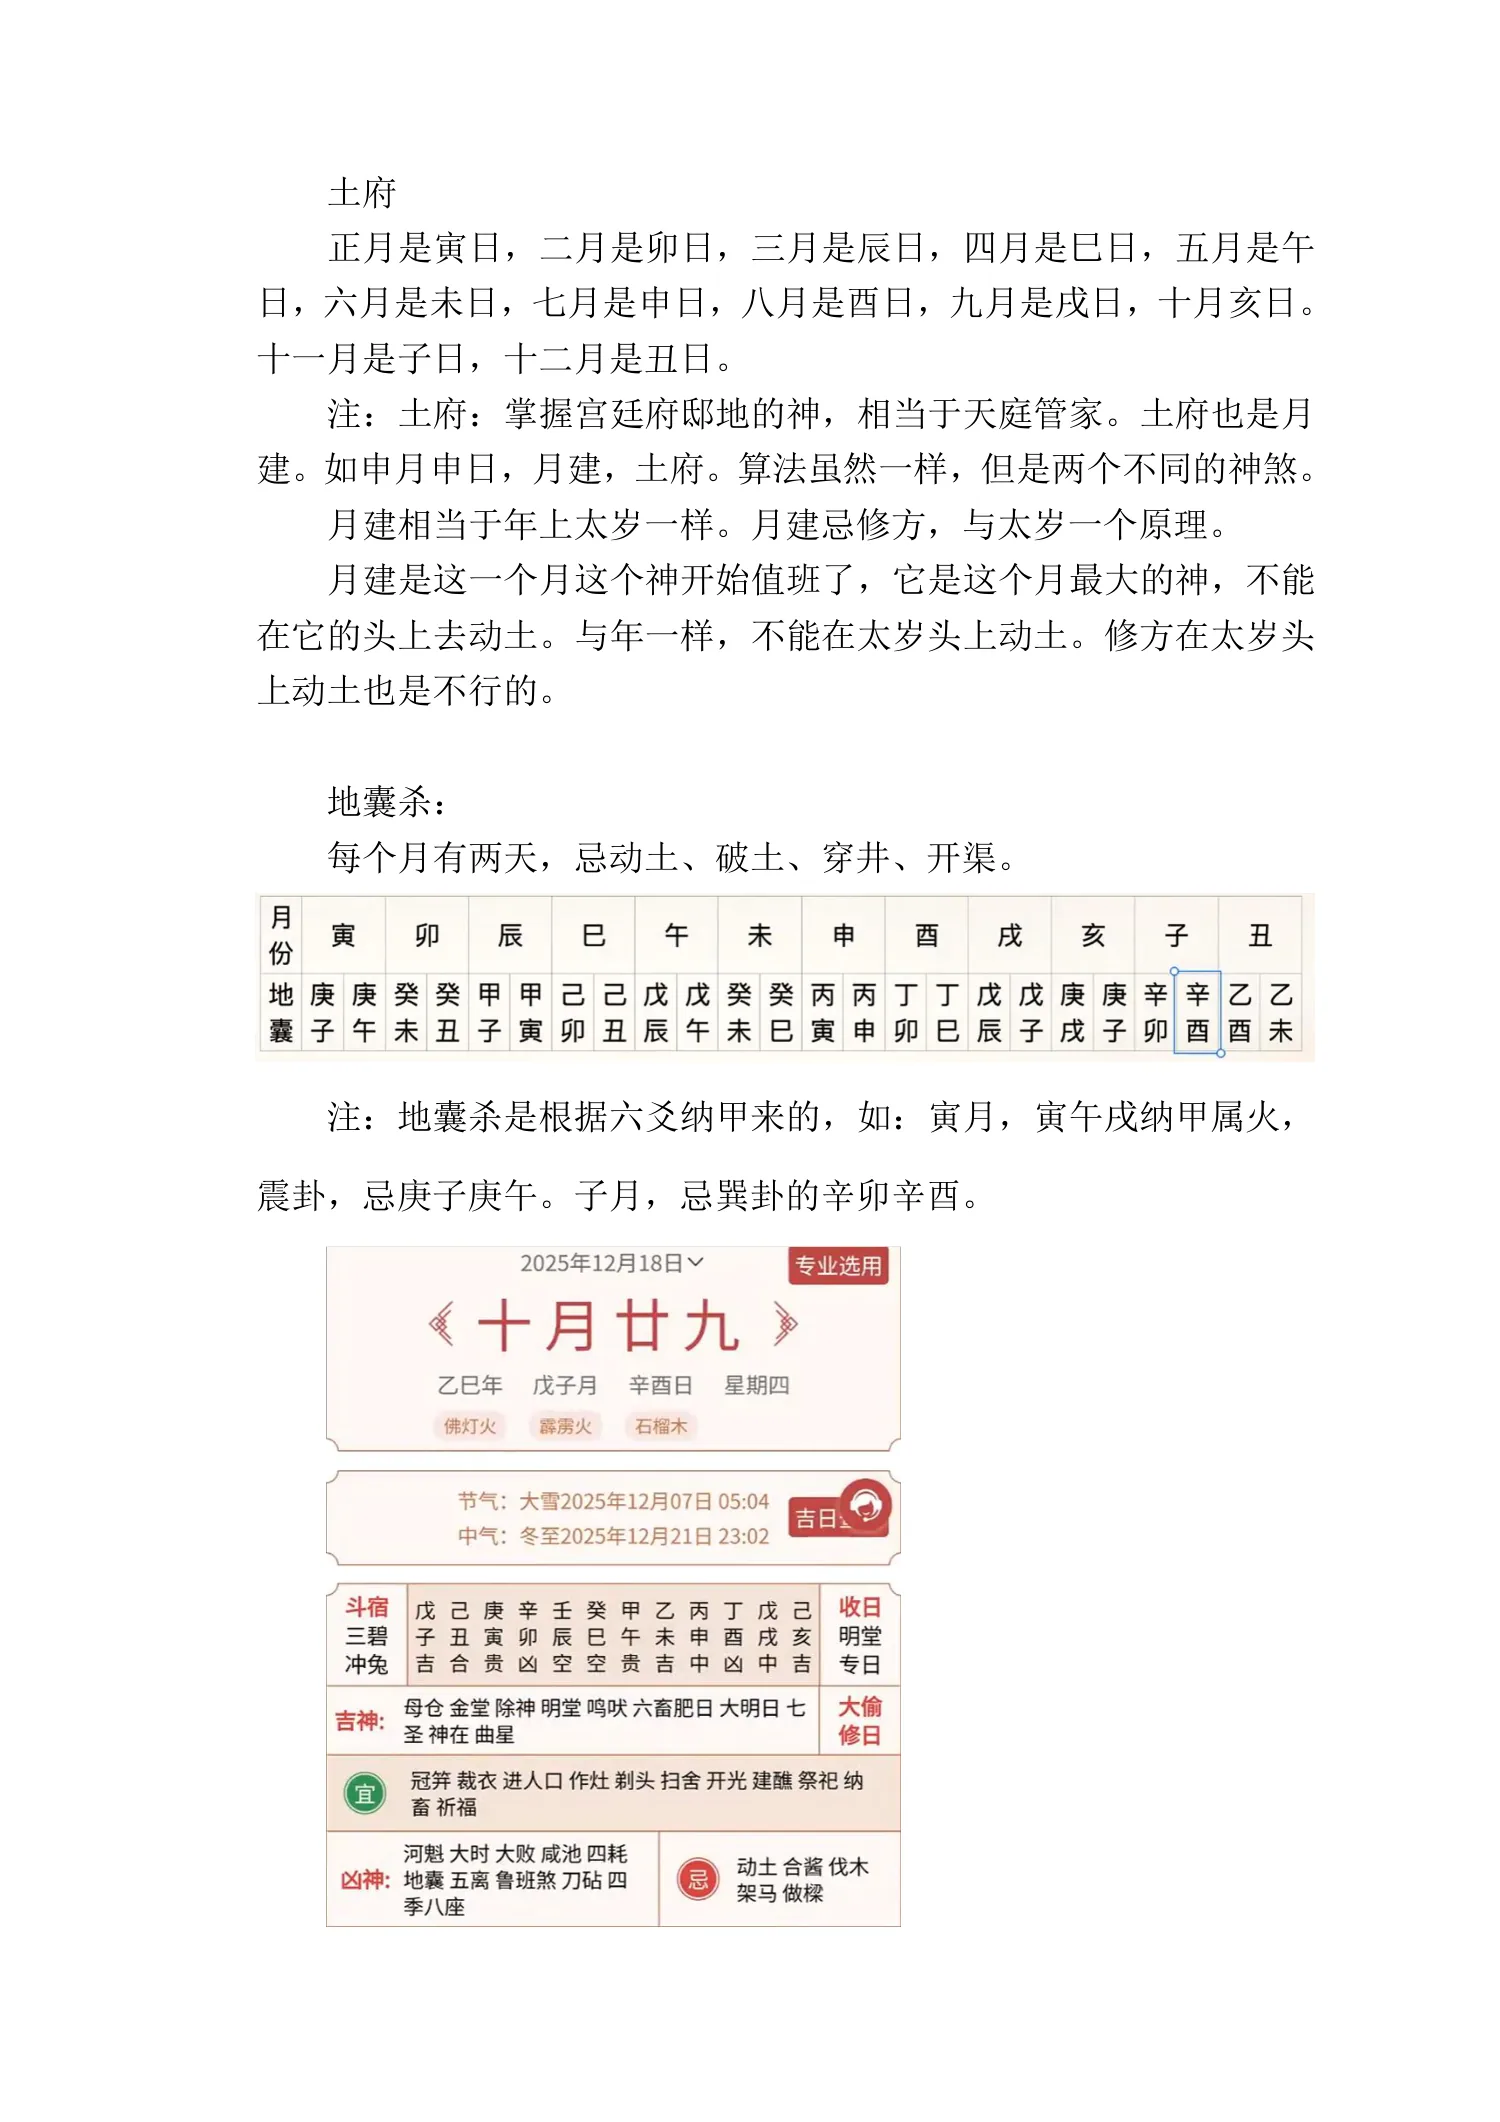 土府
正月是寅日，二月是卯日，三月是辰日，四月是巳日，五月是午
日，六月是未日，七月是申日，八月是酉日，九月是戌日，十月亥日。
十一月是子日，十二月是丑日。
注：土府：掌握宫廷府邸地的神，相当于天庭管家。土府也是月
建。如申月申日，月建，土府。算法虽然一样，但是两个不同的神煞。
月建相当于年上太岁一样。月建忌修方，与太岁一个原理。
月建是这一个月这个神开始值班了，它是这个月最大的神，不能
在它的头上去动土。与年一样，不能在太岁头上动土。修方在太岁头
上动土也是不行的。
地囊杀：
每个月有两天，忌动土、破土、穿井、开渠。
月份 寅 卯 辰 巳 午 未 申 酉 戌 亥 子 丑
地囊 庚子 庚午 癸未 癸丑 甲子 甲寅 己卯 己丑 戊辰 戊午 癸未 癸巳 丙寅 丙申 丁卯 丁巳 戊辰 戊子 庚戌 庚子 辛卯 辛酉 乙酉 乙未
注：地囊杀是根据六爻纳甲来的，如：寅月，寅午戌纳甲属火，
震卦，忌庚子庚午。子月，忌巽卦的辛卯辛酉。
2025年12月18日
专业选用
十月廿九
乙巳年 戊子月 辛酉日 星期四
佛灯火 霹雳火 石榴木
节气：大雪2025年12月07日 05:04
中气：冬至2025年12月21日 23:02
吉日
斗宿
三碧
冲兔
戊 己 庚 辛 壬 癸 甲 乙 丙 丁 戊 己
子 丑 寅 卯 辰 巳 午 未 申 酉 戌 亥
吉 合 贵 凶 空 空 贵 吉 中 凶 中 吉
收日
明堂
专日
吉神:
母仓 金堂 除神 明堂 鸣吠 六畜肥日 大明日 七
圣 神在 曲星
大偷
修日
宜
冠笄 裁衣 进人口 作灶 剃头 扫舍 开光 建醮 祭祀 纳
畜 祈福
凶神:
河魁 大时 大败 咸池 四耗
地囊 五离 鲁班煞 刀砧 四
季八座
忌
动土 合酱 伐木
架马 做樑